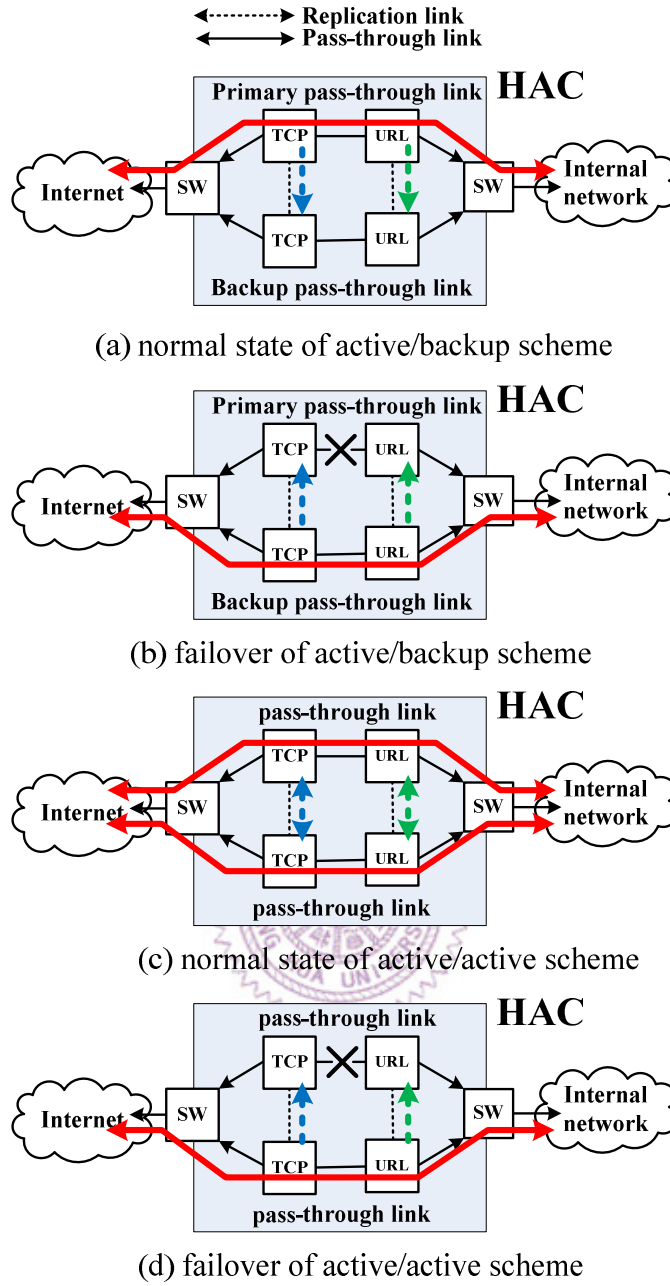 Replication link
Pass-through link
HAC
Primary pass-through link
TCP
URL
Internet
SW
SW
Internal
network
TCP
URL
Backup pass-through link
(a) normal state of active/backup scheme
HAC
Primary pass-through link
TCP
URL
Internet
SW
SW
Internal
network
TCP
URL
Backup pass-through link
(b) failover of active/backup scheme
HAC
pass-through link
TCP
URL
Internet
SW
SW
Internal
network
TCP
URL
pass-through link
(c) normal state of active/active scheme
HAC
pass-through link
TCP
URL
Internet
SW
SW
Internal
network
TCP
URL
pass-through link
(d) failover of active/active scheme